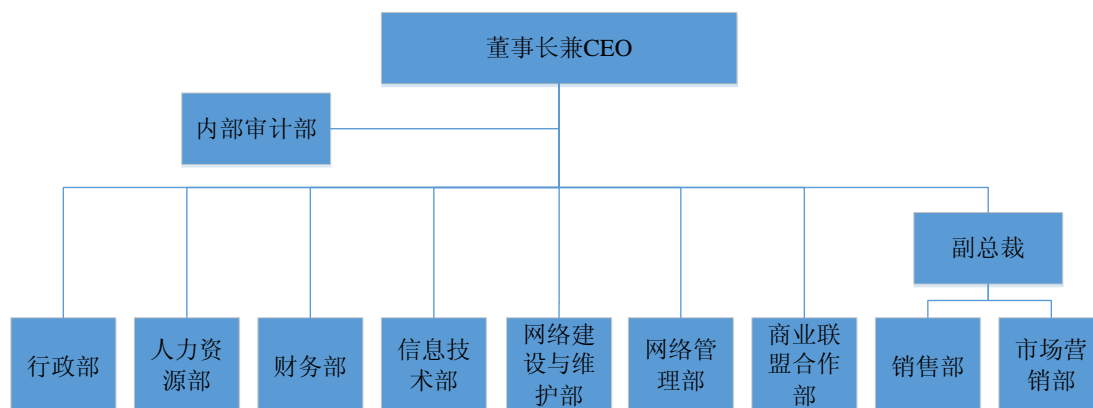 董事长兼CEO
内部审计部
副总裁
行政部
人力资
源部
财务部
信息技
术部
网络建
设与维
护部
网络管
理部
商业联
盟合作
部
销售部
市场营
销部